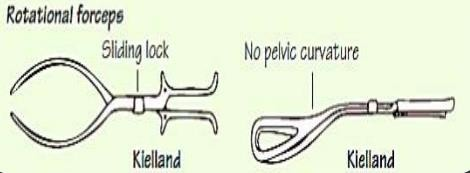 Rotational forceps
Sliding lock
No pelvic curvature
Kielland
Kielland